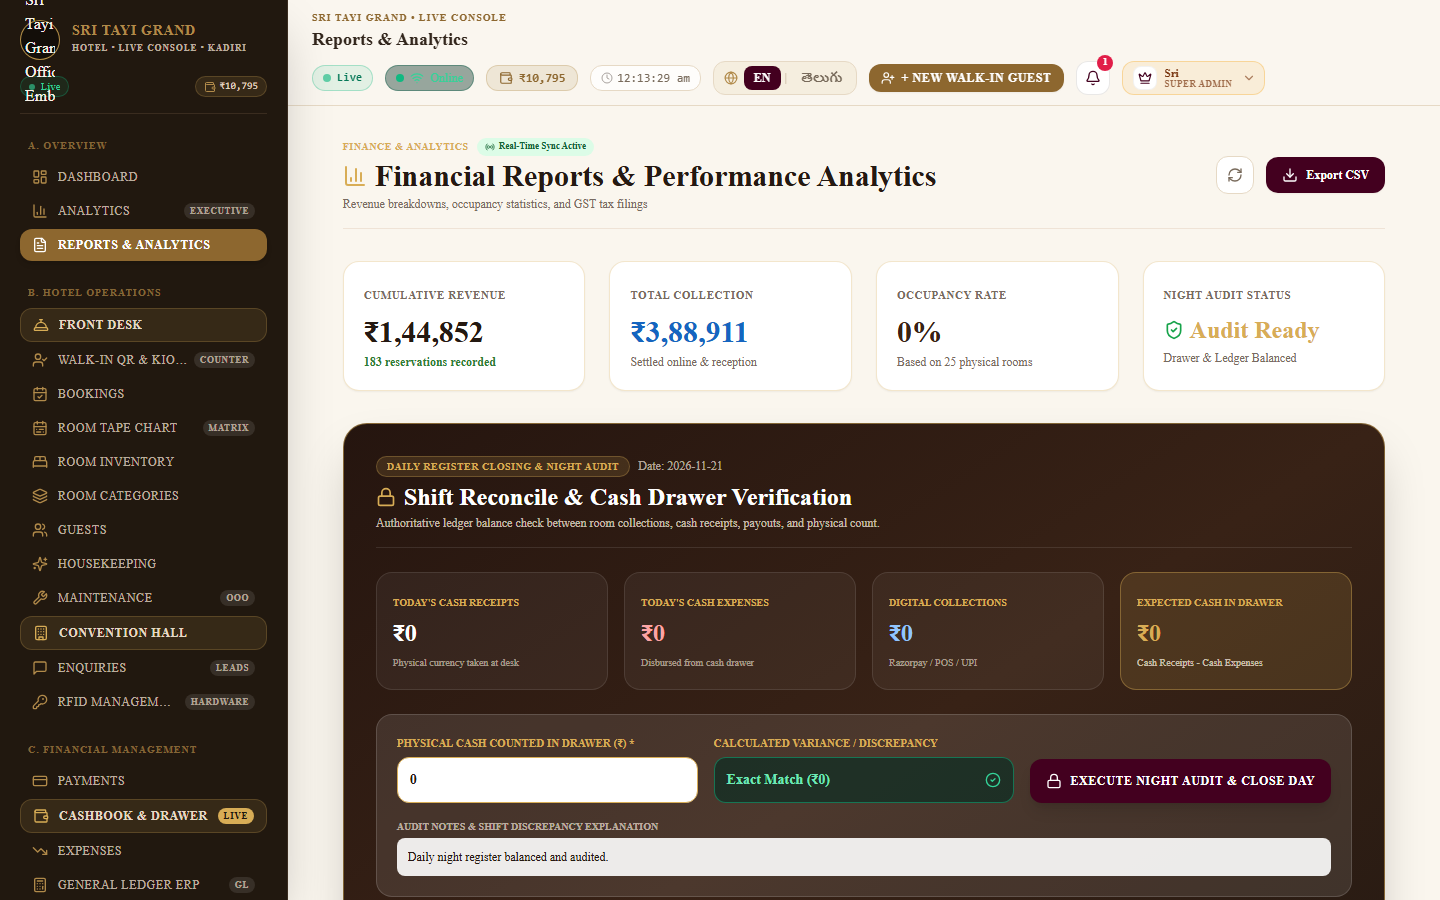 Sri
Tayi
Gran
Offic
Emb
SRI TAYI GRAND
HOTEL • LIVE CONSOLE • KADIRI
Live
₹10,795
A. OVERVIEW
DASHBOARD
ANALYTICS
EXECUTIVE
REPORTS & ANALYTICS
B. HOTEL OPERATIONS
FRONT DESK
WALK-IN QR & KIO...
COUNTER
BOOKINGS
ROOM TAPE CHART
MATRIX
ROOM INVENTORY
ROOM CATEGORIES
GUESTS
HOUSEKEEPING
MAINTENANCE
OOO
CONVENTION HALL
ENQUIRIES
LEADS
RFID MANAGEM...
HARDWARE
C. FINANCIAL MANAGEMENT
PAYMENTS
CASHBOOK & DRAWER
LIVE
EXPENSES
GENERAL LEDGER ERP
GL
SRI TAYI GRAND • LIVE CONSOLE
Reports & Analytics
Live
₹10,795
12:13:29 am
EN
|
తెలుగు
+ NEW WALK-IN GUEST
1
Sri
SUPER ADMIN
FINANCE & ANALYTICS
Real-Time Sync Active
Financial Reports & Performance Analytics
Revenue breakdowns, occupancy statistics, and GST tax filings
Export CSV
CUMULATIVE REVENUE
₹1,44,852
183 reservations recorded
TOTAL COLLECTION
₹3,88,911
Settled online & reception
OCCUPANCY RATE
0%
Based on 25 physical rooms
NIGHT AUDIT STATUS
Audit Ready
Drawer & Ledger Balanced
DAILY REGISTER CLOSING & NIGHT AUDIT
Date: 2026-11-21
Shift Reconcile & Cash Drawer Verification
Authoritative ledger balance check between room collections, cash receipts, payouts, and physical count.
TODAY'S CASH RECEIPTS
₹0
Physical currency taken at desk
TODAY'S CASH EXPENSES
₹0
Disbursed from cash drawer
DIGITAL COLLECTIONS
₹0
Razorpay / POS / UPI
EXPECTED CASH IN DRAWER
₹0
Cash Receipts - Cash Expenses
PHYSICAL CASH COUNTED IN DRAWER (₹) *
0
CALCULATED VARIANCE / DISCREPANCY
Exact Match (₹0)
EXECUTE NIGHT AUDIT & CLOSE DAY
AUDIT NOTES & SHIFT DISCREPANCY EXPLANATION
Daily night register balanced and audited.